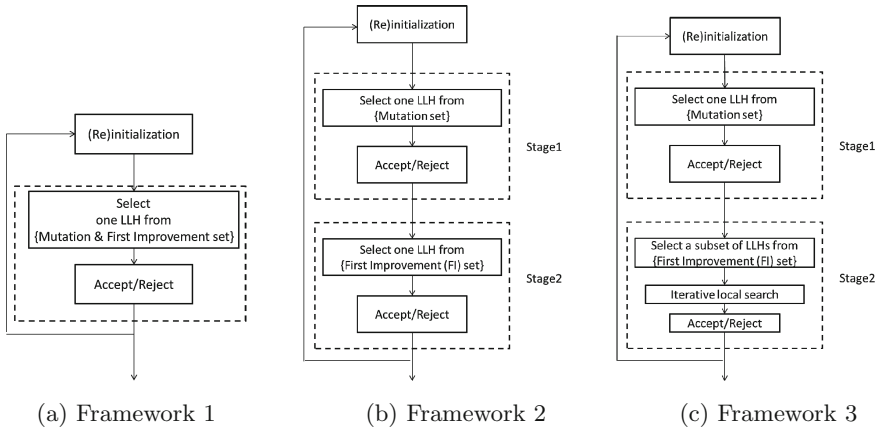 (Re)initialization
Select
one LLH from
{Mutation & First Improvement set}
Accept/Reject
(a) Framework 1
(Re)initialization
Select one LLH from
{Mutation set}
Accept/Reject
Stage1
Select one LLH from
{First Improvement (FI) set}
Accept/Reject
Stage2
(b) Framework 2
(Re)initialization
Select one LLH from
{Mutation set}
Accept/Reject
Stage1
Select a subset of LLHs from
{First Improvement (FI) set}
Iterative local search
Accept/Reject
Stage2
(c) Framework 3